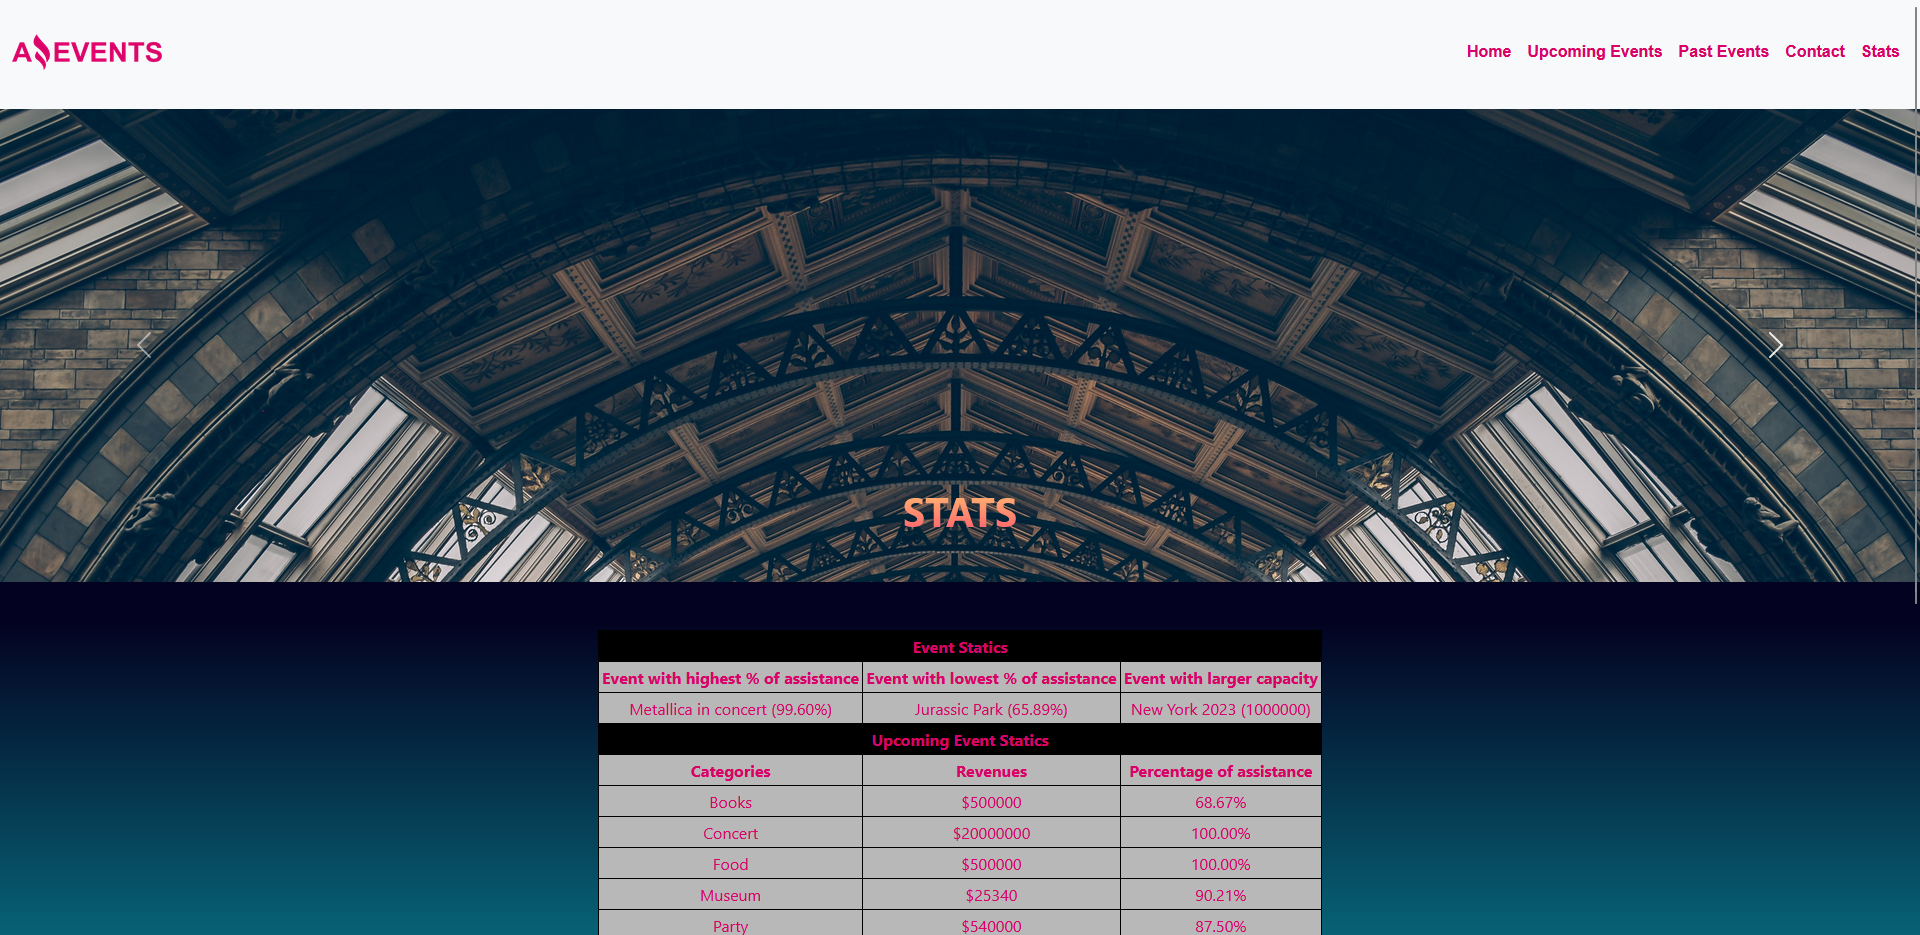 A EVENTS
Home Upcoming Events Past Events Contact Stats
STATS
Event Statics
Event with highest % of assistance Event with lowest % of assistance Event with larger capacity
Metallica in concert (99.60%) Jurassic Park (65.89%) New York 2023 (1000000)
Upcoming Event Statics
Categories Revenues Percentage of assistance
Books $500000 68.67%
Concert $20000000 100.00%
Food $500000 100.00%
Museum $25340 90.21%
Party $540000 87.50%